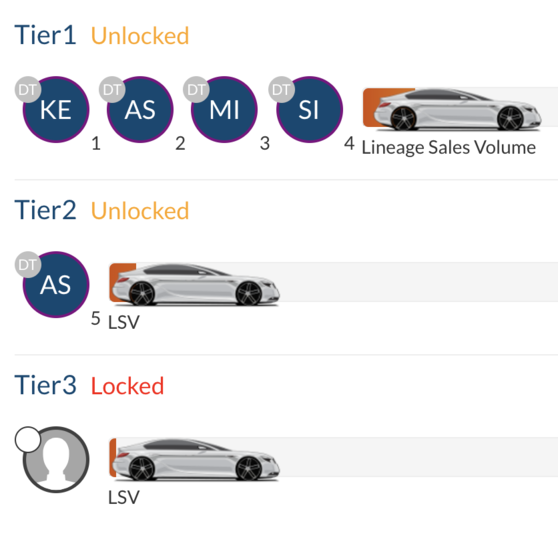 Tier1 Unlocked
DT KE 1 DT AS 2 DT MI 3 DT SI 4 Lineage Sales Volume
Tier2 Unlocked
DT AS 5 LSV
Tier3 Locked
LSV